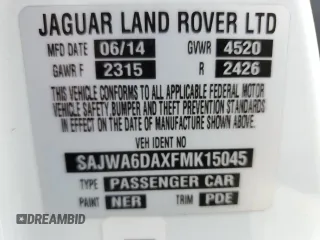 JAGUAR LAND ROVER LTD
MFD DATE 06/14 GVWR 4520
GAWR F 2315 R 2426
THIS VEHICLE CONFORMS TO ALL APPLICABLE FEDERAL MOTOR
VEHICLE SAFETY, BUMPER AND THEFT PREVENTION STANDARDS
IN EFFECT ON THE DATE OF MANUFACTURE SHOWN ABOVE
VEH IDENT NO
SAJWA6DAXFMK15045
TYPE PASSENGER CAR
PAINT NER TRIM PDE
DREAMBID